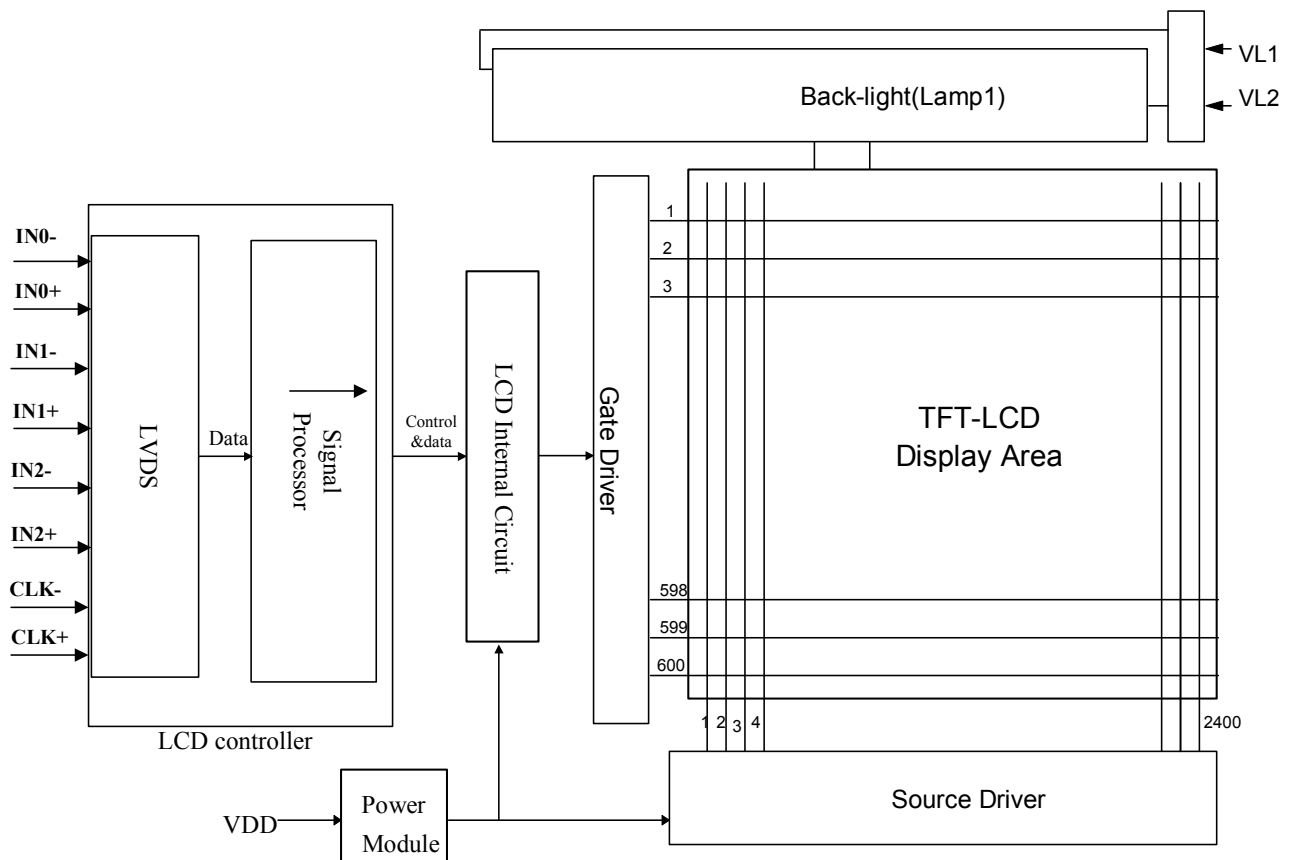 VL1
Back-light(Lamp1)
VL2
IN0-
IN0+
IN1-
IN1+
IN2-
IN2+
CLK-
CLK+
LVDS
Data
Signal
Processor
LCD controller
Control
&data
LCD Internal Circuit
Gate Driver
1
2
3
598
599
600
TFT-LCD
Display Area
1
2
3
4
2400
Source Driver
VDD
Power
Module